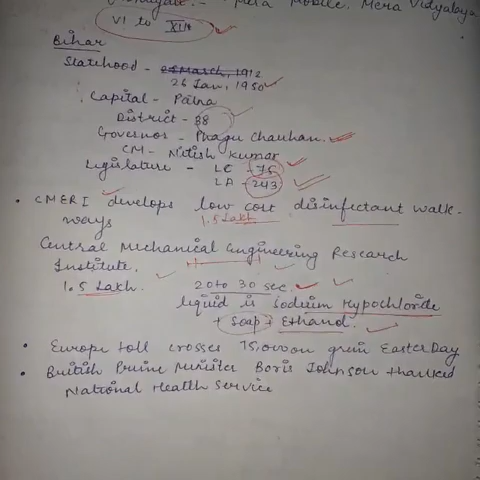 Mera Mobile, Mera Vidyalaya
VI to XIIth
Bihar
Statehood - 22 March, 1912
26 Jan, 1950
Capital - Patna
District - 38
Governor - Phagu Chauhan.
CM - Nitish Kumar
Legislature - LC - 75
LA - 243
• CMERI develops low cost disinfectant walk-
ways 1.5 Lakh
Central Mechanical Engineering Research
Institute.
1.5 Lakh. 20 to 30 sec.
liquid is sodium hypochloride
+ soap + Ethanol.
• Europe toll crosses 75,000 on grim Easter Day
• British Prime Minister Boris Johnson thanked
National Health Service